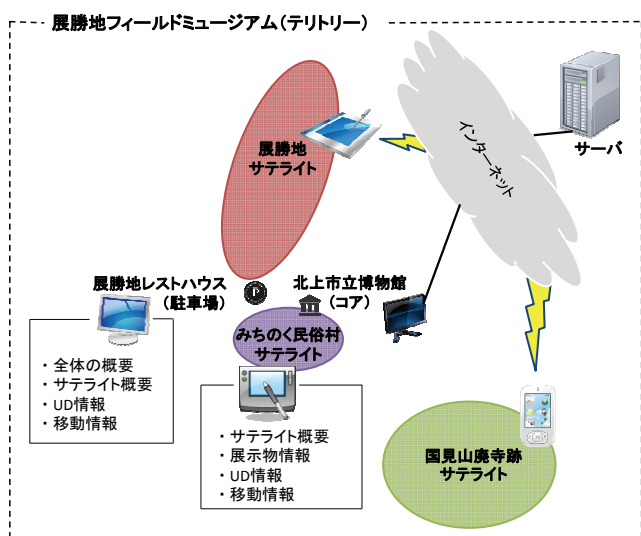 展勝地フィールドミュージアム(テリトリー)
展勝地
サテライト
インターネット
サーバ
展勝地レストハウス
(駐車場)
P
北上市立博物館
(コア)
みちのく民俗村
サテライト
・全体の概要
・サテライト概要
・UD情報
・移動情報
・サテライト概要
・展示物情報
・UD情報
・移動情報
国見山廃寺跡
サテライト